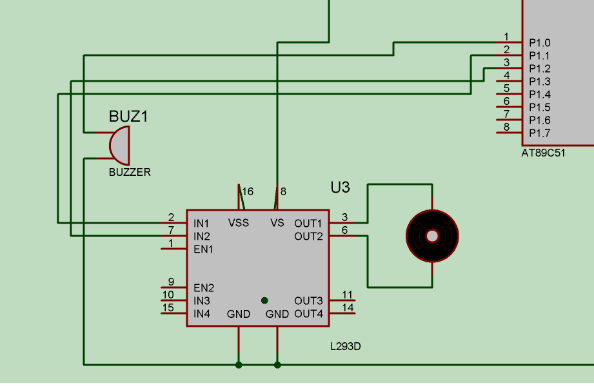 1 P1.0
2 P1.1
3 P1.2
4 P1.3
5 P1.4
6 P1.5
7 P1.6
8 P1.7
AT89C51
BUZ1
BUZZER
U3
16
8
VSS
VS
2 IN1
7 IN2
1 EN1
9 EN2
10 IN3
15 IN4
OUT1 3
OUT2 6
OUT3 11
OUT4 14
GND
GND
L293D